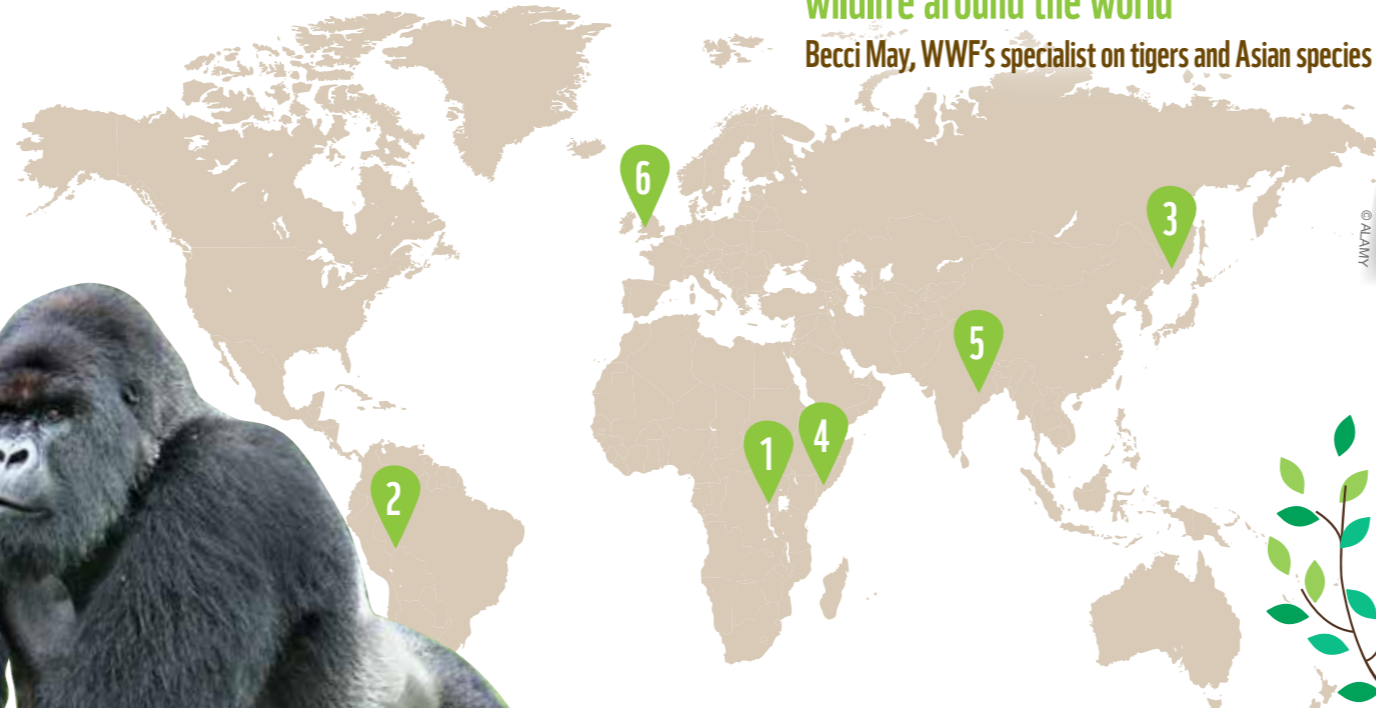 wildlife around the world
Becci May, WWF's specialist on tigers and Asian species
6
3
© ALAMY
5
4
1
2